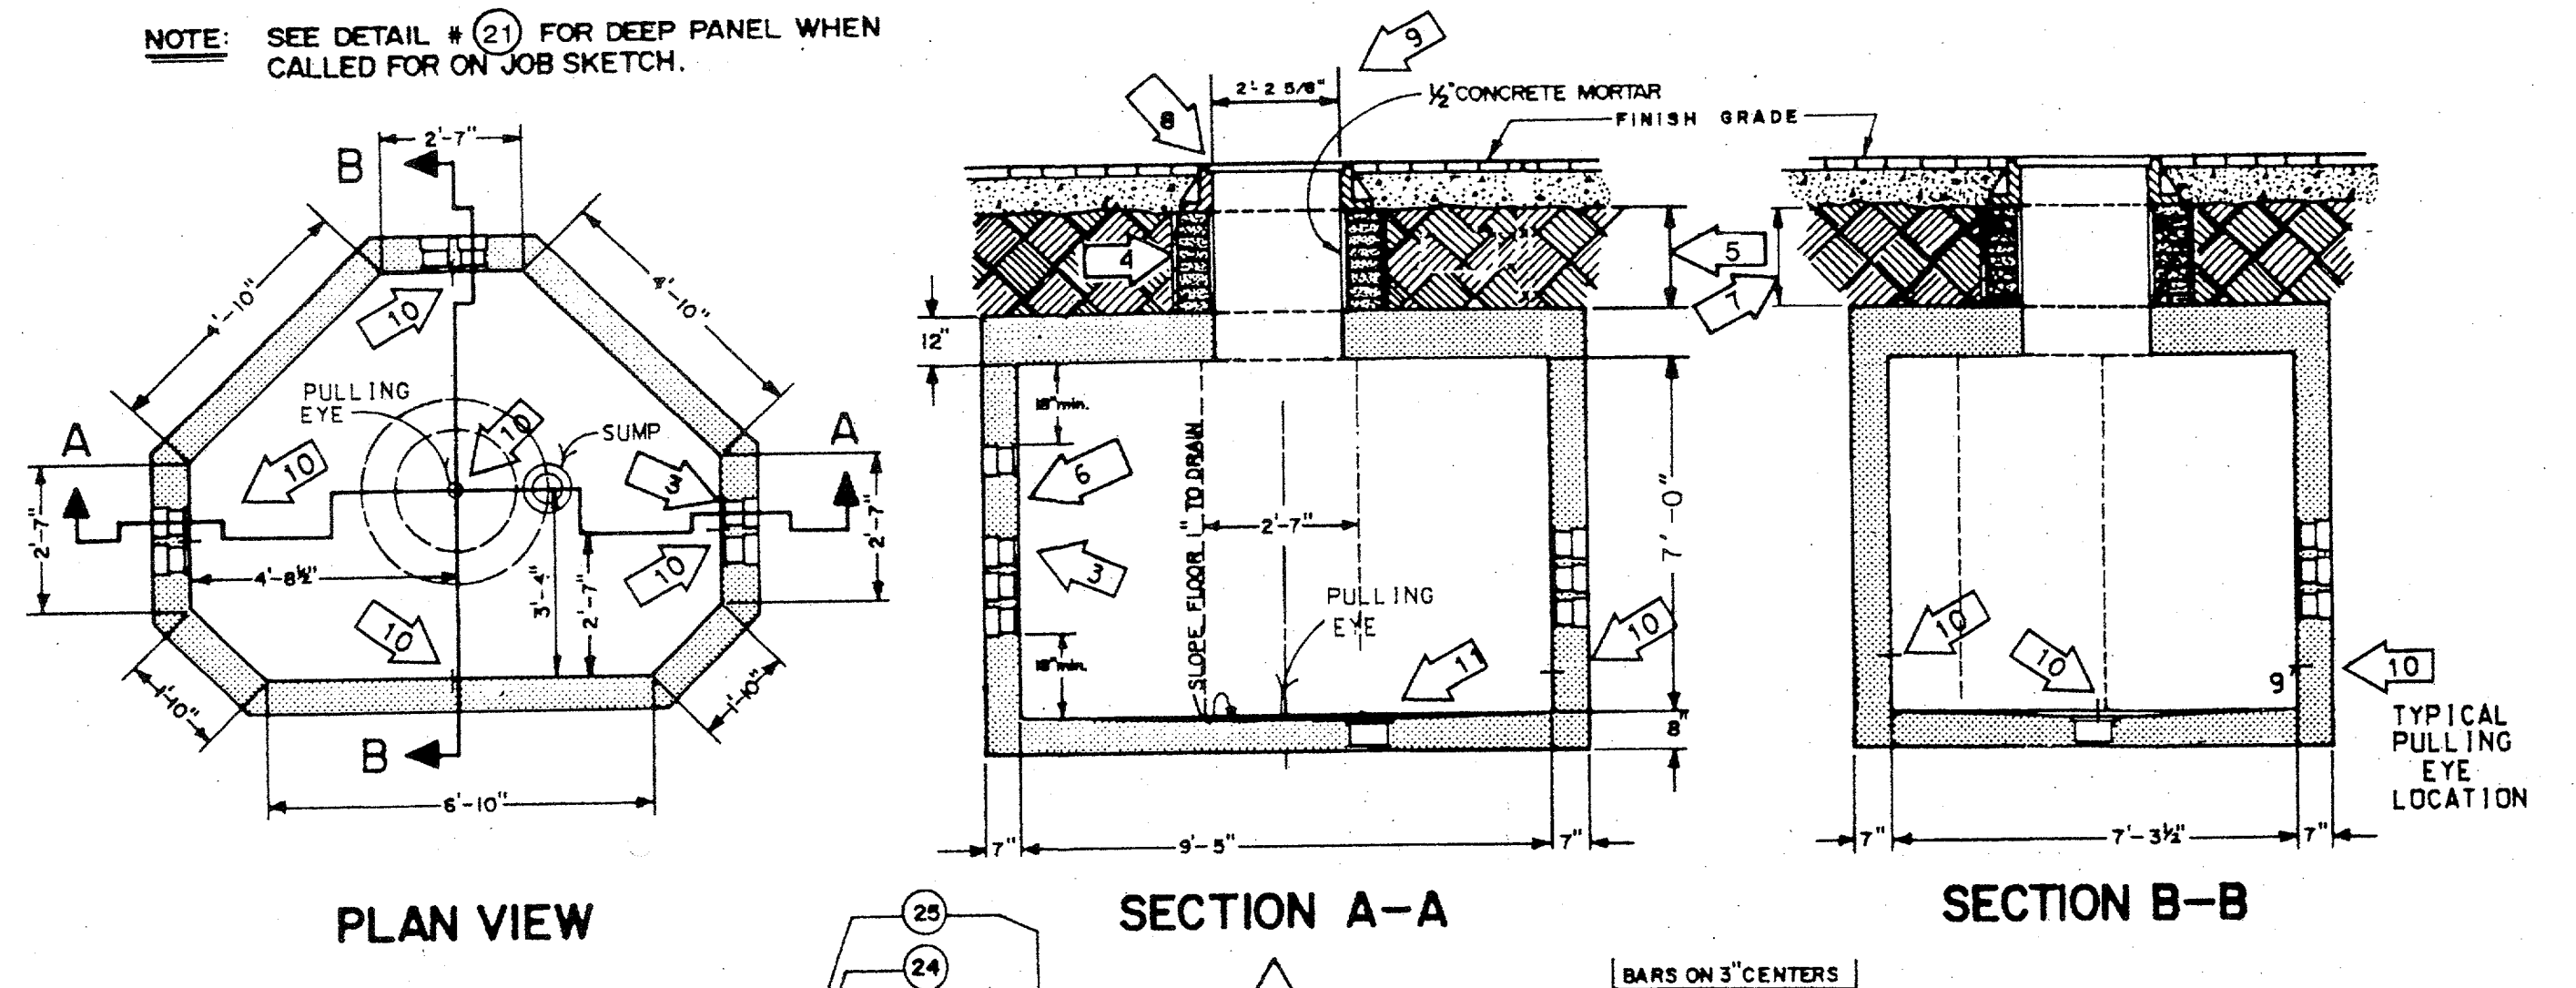 NOTE: SEE DETAIL # 21 FOR DEEP PANEL WHEN
CALLED FOR ON JOB SKETCH.
2'-7"
B
4'-10"
10
PULLING
EYE
10
SUMP
A
A
10
3
2'-7"
2'-7"
4'-8½"
3'-4"
2'-7"
10
10
1'-10"
1'-10"
B
6'-10"
PLAN VIEW
9
8
2'-2 5/8"
½" CONCRETE MORTAR
FINISH GRADE
4
5
7
12"
18" min.
6
SLOPE FLOOR 1" TO DRAIN
2'-7"
7'-0"
3
PULLING
EYE
18" min.
11
10
8"
7"
9'-5"
7"
SECTION A-A
10
10
9"
10
TYPICAL
PULLING
EYE
LOCATION
7"
7'-3½"
7"
SECTION B-B
25
24
BARS ON 3" CENTERS